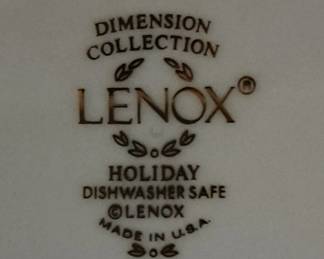 DIMENSION
COLLECTION
LENOX®
HOLIDAY
DISHWASHER SAFE
©LENOX
MADE IN U.S.A.